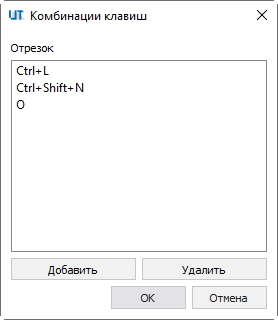 UT Комбинации клавиш
Отрезок
Ctrl+L
Ctrl+Shift+N
O
Добавить Удалить
OK Отмена